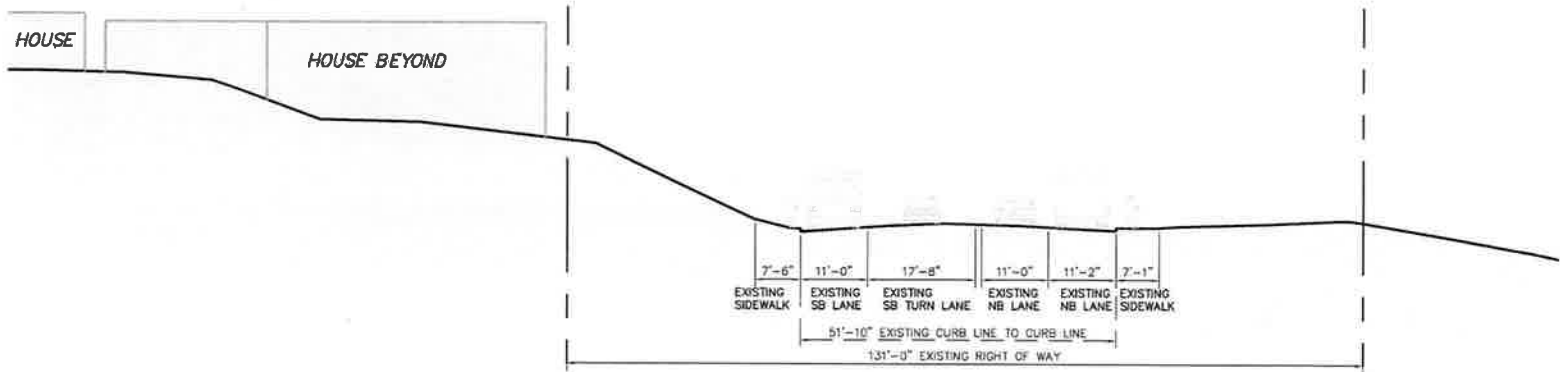 HOUSE
HOUSE BEYOND
7'-6" 11'-0" 17'-8" 11'-0" 11'-2" 7'-1"
EXISTING SIDEWALK
EXISTING SB LANE
EXISTING SB TURN LANE
EXISTING NB LANE
EXISTING NB LANE
EXISTING SIDEWALK
51'-10" EXISTING CURB LINE TO CURB LINE
131'-0" EXISTING RIGHT OF WAY